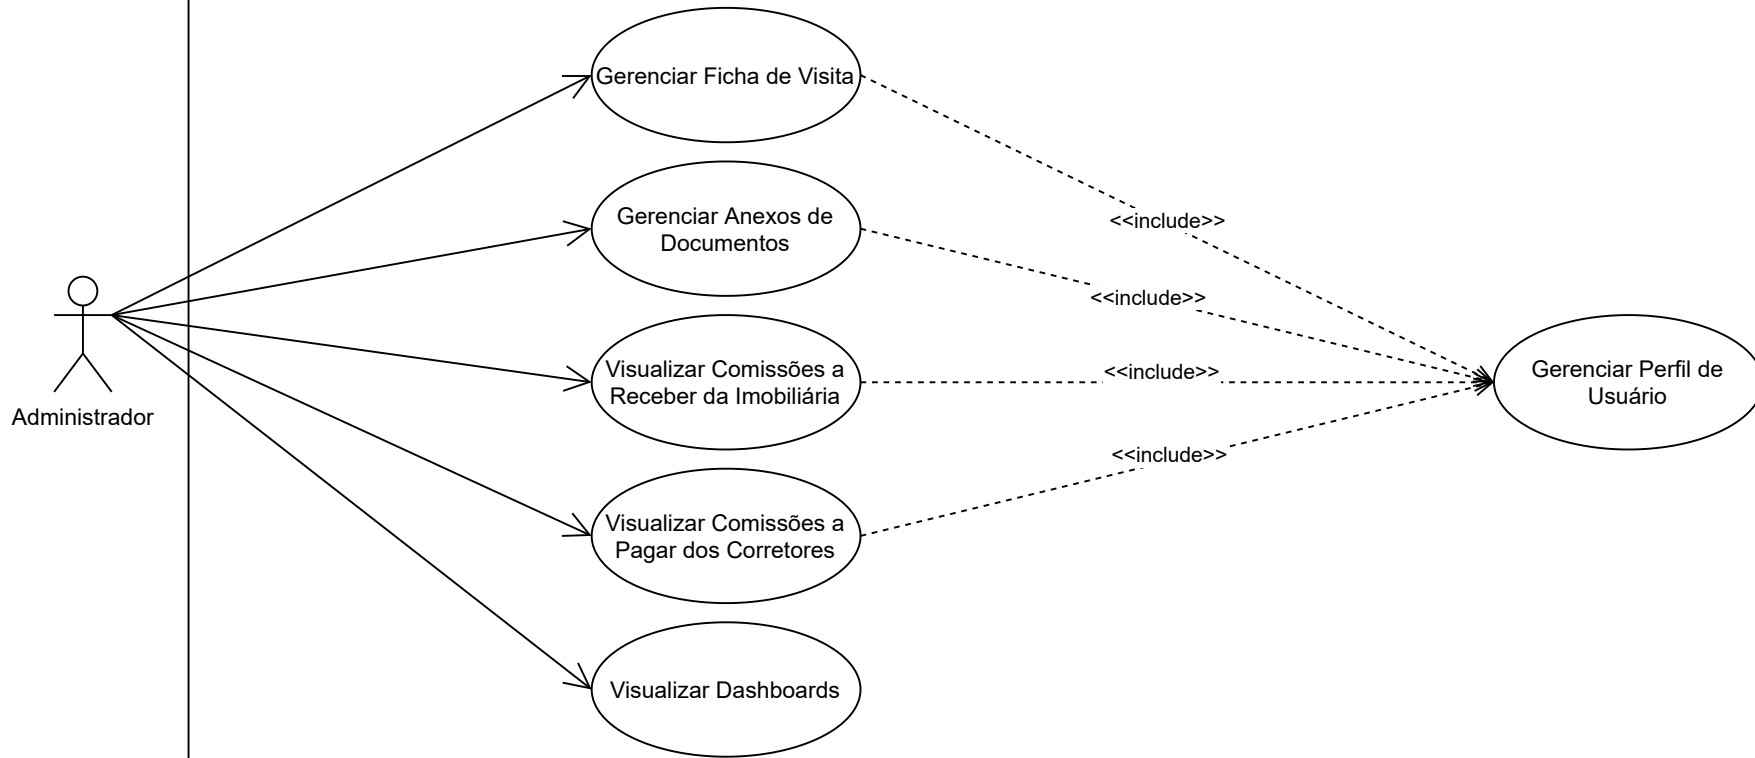 Gerenciar Ficha de Visita
Gerenciar Anexos de
Documentos
<<include>>
<<include>>
Visualizar Comissões a
Receber da Imobiliária
<<include>>
Gerenciar Perfil de
Usuário
Administrador
<<include>>
Visualizar Comissões a
Pagar dos Corretores
Visualizar Dashboards